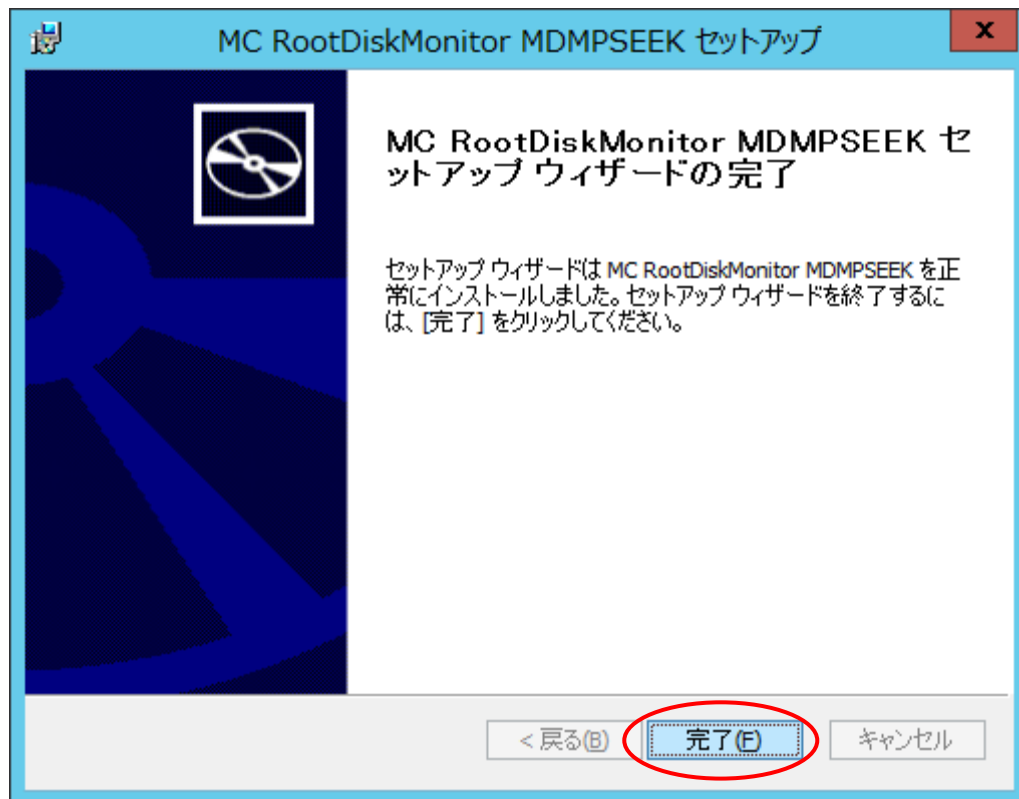 MC RootDiskMonitor MDMPSEEK セットアップ
x
MC RootDiskMonitor MDMPSEEK セ
ットアップ ウィザードの完了
セットアップ ウィザードは MC RootDiskMonitor MDMPSEEK を正
常にインストールしました。セットアップ ウィザードを終了するに
は、[完了] をクリックしてください。
< 戻る(B)
完了(F)
キャンセル